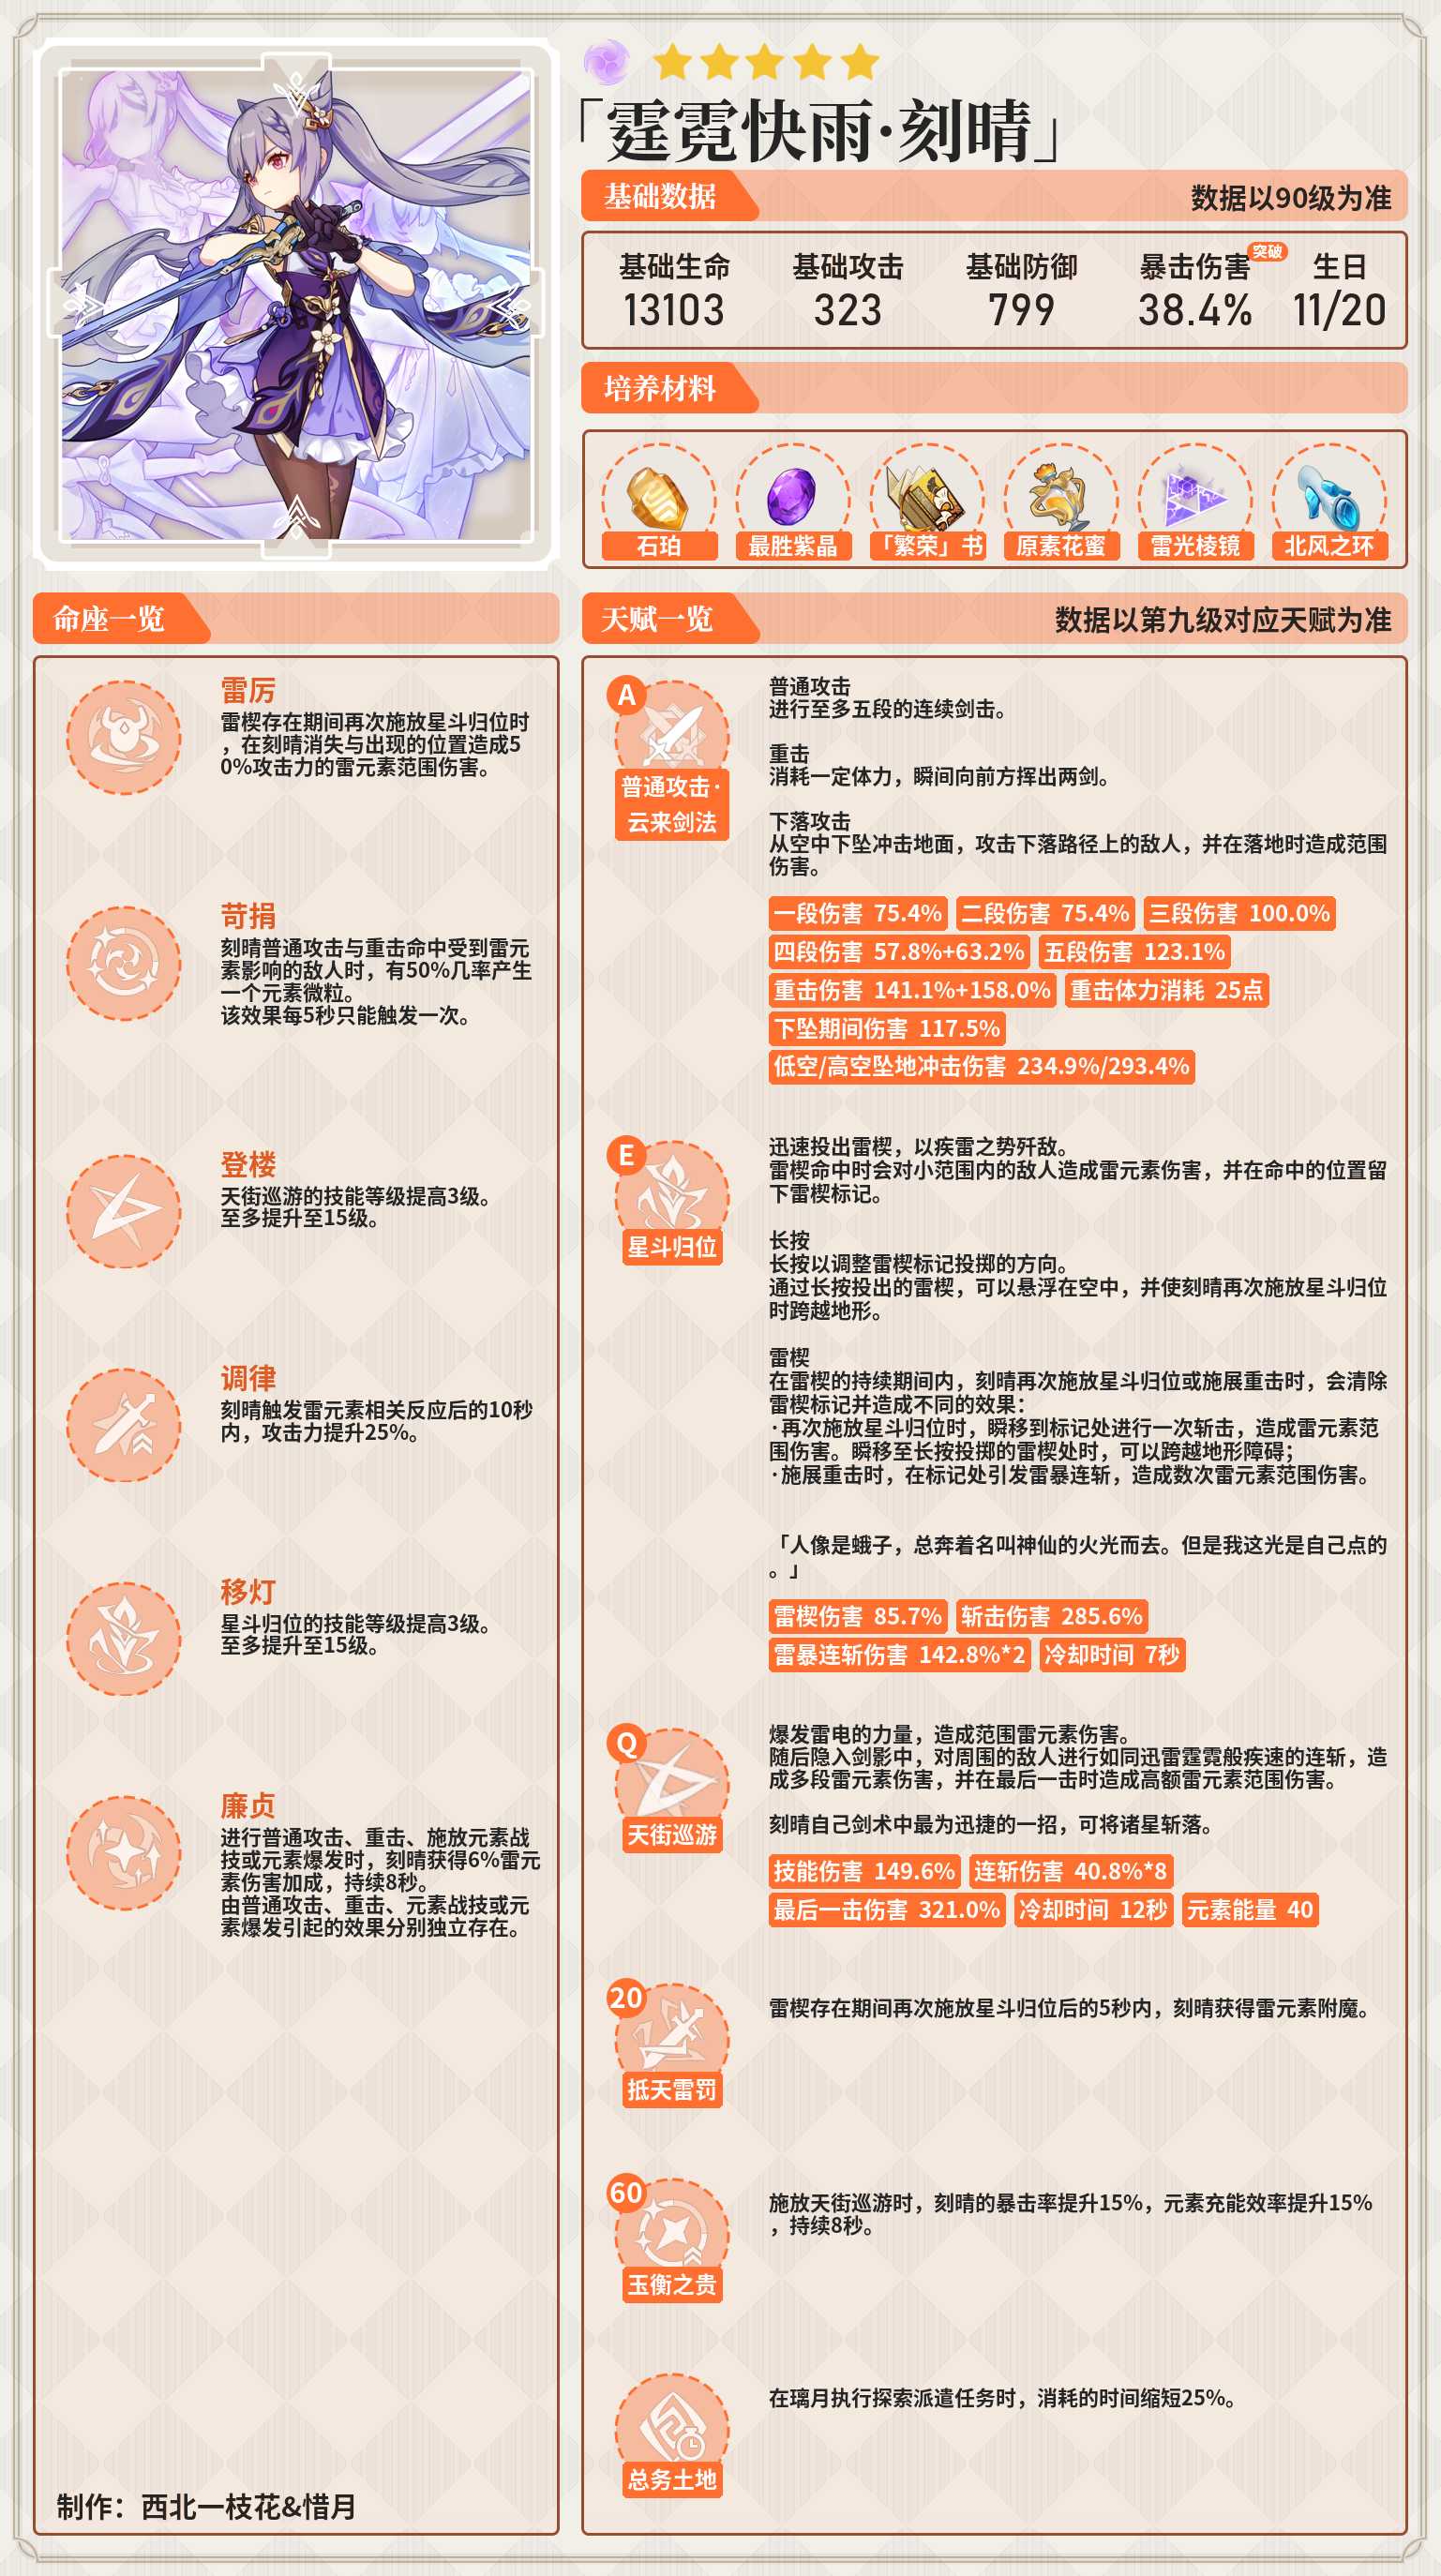 「霆霓快雨·刻晴」
基础数据
数据以90级为准
基础生命
13103
基础攻击
323
基础防御
799
暴击伤害
突破
38.4%
生日
11/20
培养材料
石珀
最胜紫晶
「繁荣」书
原素花蜜
雷光棱镜
北风之环
命座一览
雷厉
雷楔存在期间再次施放星斗归位时
，在刻晴消失与出现的位置造成5
0%攻击力的雷元素范围伤害。
苛捐
刻晴普通攻击与重击命中受到雷元
素影响的敌人时，有50%几率产生
一个元素微粒。
该效果每5秒只能触发一次。
登楼
天街巡游的技能等级提高3级。
至多提升至15级。
调律
刻晴触发雷元素相关反应后的10秒
内，攻击力提升25%。
移灯
星斗归位的技能等级提高3级。
至多提升至15级。
廉贞
进行普通攻击、重击、施放元素战
技或元素爆发时，刻晴获得6%雷元
素伤害加成，持续8秒。
由普通攻击、重击、元素战技或元
素爆发引起的效果分别独立存在。
制作：西北一枝花&惜月
天赋一览
数据以第九级对应天赋为准
A
普通攻击·
云来剑法
普通攻击
进行至多五段的连续剑击。
重击
消耗一定体力，瞬间向前方挥出两剑。
下落攻击
从空中下坠冲击地面，攻击下落路径上的敌人，并在落地时造成范围
伤害。
一段伤害 75.4% 二段伤害 75.4% 三段伤害 100.0%
四段伤害 57.8%+63.2% 五段伤害 123.1%
重击伤害 141.1%+158.0% 重击体力消耗 25点
下坠期间伤害 117.5%
低空/高空坠地冲击伤害 234.9%/293.4%
E
星斗归位
迅速投出雷楔，以疾雷之势歼敌。
雷楔命中时会对小范围内的敌人造成雷元素伤害，并在命中的位置留
下雷楔标记。
长按
长按以调整雷楔标记投掷的方向。
通过长按投出的雷楔，可以悬浮在空中，并使刻晴再次施放星斗归位
时跨越地形。
雷楔
在雷楔的持续期间内，刻晴再次施放星斗归位或施展重击时，会清除
雷楔标记并造成不同的效果：
·再次施放星斗归位时，瞬移到标记处进行一次斩击，造成雷元素范
围伤害。瞬移至长按投掷的雷楔处时，可以跨越地形障碍；
·施展重击时，在标记处引发雷暴连斩，造成数次雷元素范围伤害。
「人像是蛾子，总奔着名叫神仙的火光而去。但是我这光是自己点的
。」
雷楔伤害 85.7% 斩击伤害 285.6%
雷暴连斩伤害 142.8%*2 冷却时间 7秒
Q
天街巡游
爆发雷电的力量，造成范围雷元素伤害。
随后隐入剑影中，对周围的敌人进行如同迅雷霆霓般疾速的连斩，造
成多段雷元素伤害，并在最后一击时造成高额雷元素范围伤害。
刻晴自己剑术中最为迅捷的一招，可将诸星斩落。
技能伤害 149.6% 连斩伤害 40.8%*8
最后一击伤害 321.0% 冷却时间 12秒 元素能量 40
20
抵天雷罚
雷楔存在期间再次施放星斗归位后的5秒内，刻晴获得雷元素附魔。
60
玉衡之贵
施放天街巡游时，刻晴的暴击率提升15%，元素充能效率提升15%
，持续8秒。
总务土地
在璃月执行探索派遣任务时，消耗的时间缩短25%。